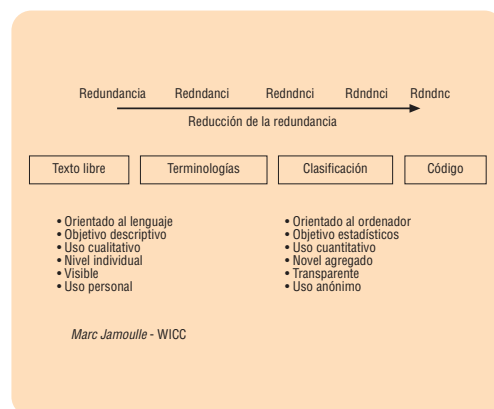 Redundancia Redndanci Redndnci Rdndnci Rdndnc
Reducción de la redundancia
Texto libre Terminologías Clasificación Código
• Orientado al lenguaje
• Objetivo descriptivo
• Uso cualitativo
• Nivel individual
• Visible
• Uso personal
• Orientado al ordenador
• Objetivo estadísticos
• Uso cuantitativo
• Novel agregado
• Transparente
• Uso anónimo
Marc Jamoulle - WICC